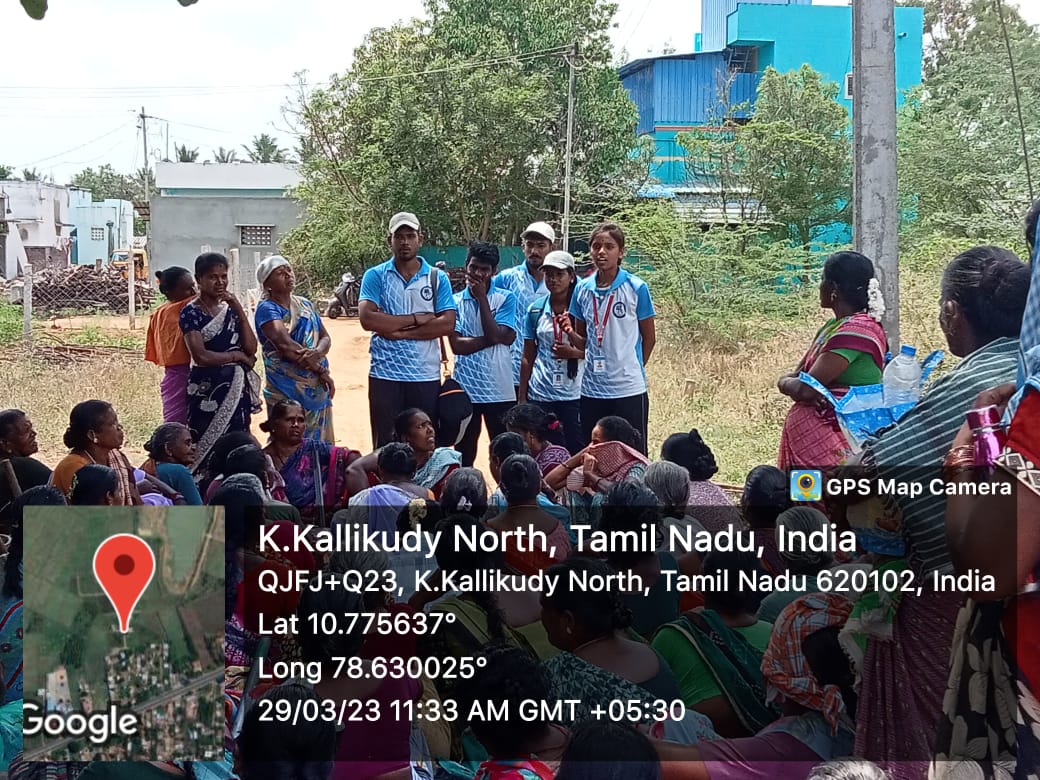 GPS Map Camera
K.Kallikudy North, Tamil Nadu, India
QJFJ+Q23, K.Kallikudy North, Tamil Nadu 620102, India
Lat 10.775637°
Long 78.630025°
29/03/23 11:33 AM GMT +05:30
Google